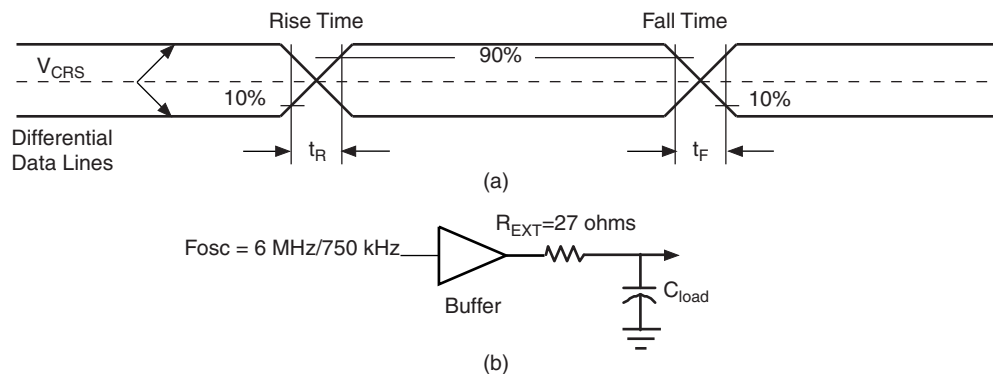 Rise Time
Fall Time
V_CRS
90%
10%
10%
Differential
Data Lines
t_R
t_F
(a)
R_EXT=27 ohms
Fosc = 6 MHz/750 kHz
C_load
Buffer
(b)